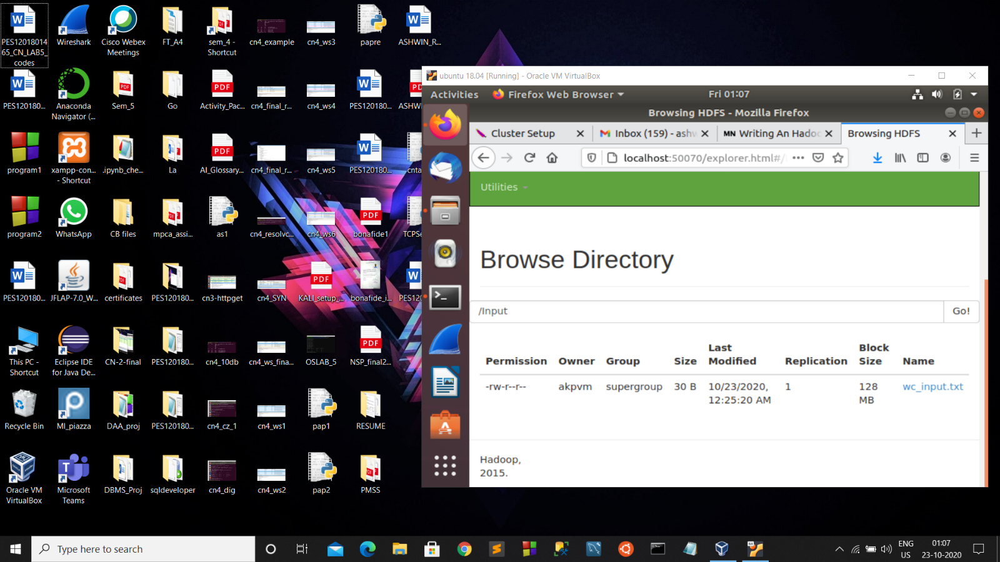 PES12018014
65_CN_LAB5_
codes
Wireshark
Cisco Webex
Meetings
FT_A4
sem_4 -
Shortcut
cn4_example
cn4_ws3
papre
ASHWIN_R...
PES120180...
Anaconda
Navigator (...
Sem_5
Go
Activity_Pac...
cn4_final_r...
cn4_ws4
PES120180...
ASHWI
program1
xampp-con...
- Shortcut
.ipynb_che...
La
AI_Glossary...
cn4_final_r...
cn4_ws5
PES120180...
cnta
program2
WhatsApp
CB files
mpca_assi...
as1
cn4_resolvc...
cn4_ws6
bonafide1
TCPSe
PES120180...
JFLAP-7.0_W...
certificates
PES120180...
cn3-httpget
cn4_SYN
KALI_setup_...
bonafide_i...
PES12
This PC -
Shortcut
Eclipse IDE
for Java De...
CN-2-final
PES120180...
cn4_10db
cn4_ws_fina...
OSLAB_5
NSP_final2...
Recycle Bin
MI_piazza
DAA_proj
PES120180...
cn4_cz_1
cn4_ws1
pap1
RESUME
Oracle VM
VirtualBox
Microsoft
Teams
DBMS_Proj
sqldeveloper
cn4_dig
cn4_ws2
pap2
PMSS
ubuntu 18.04 [Running] - Oracle VM VirtualBox
Activities Firefox Web Browser Fri 01:07
Browsing HDFS - Mozilla Firefox
Cluster Setup Inbox (159) - ashw MN Writing An Hadoo Browsing HDFS
localhost:50070/explorer.html#/
Utilities
Browse Directory
/Input Go!
Permission Owner Group Size Last Modified Replication Block Size Name
-rw-r--r-- akpvm supergroup 30 B 10/23/2020, 12:25:20 AM 1 128 MB wc_input.txt
Hadoop,
2015.
Type here to search
ENG
US
01:07
23-10-2020